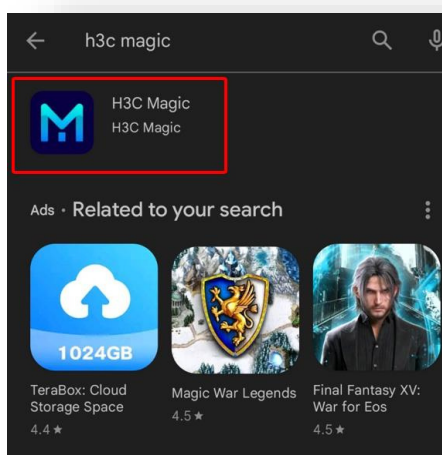 h3c magic
H3C Magic
H3C Magic
Ads · Related to your search
1024GB
TeraBox: Cloud
Storage Space
4.4★
Magic War Legends
4.5★
Final Fantasy XV:
War for Eos
4.5★